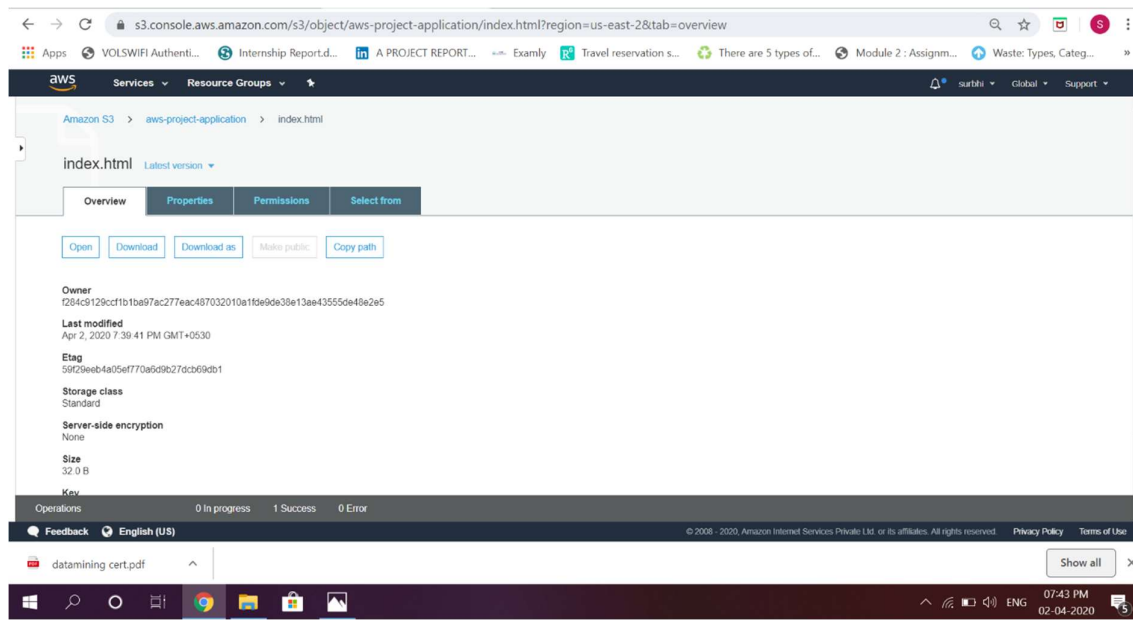 s3.console.aws.amazon.com/s3/object/aws-project-application/index.html?region=us-east-2&tab=overview
S
Apps VOLSWIFI Authenti... Internship Report.d... A PROJECT REPORT... Examly Travel reservation s... There are 5 types of... Module 2 : Assignm... Waste: Types, Categ... »
aws Services Resource Groups surbhi Global Support
Amazon S3 > aws-project-application > index.html
index.html Latest version
Overview Properties Permissions Select from
Open Download Download as Make public Copy path
Owner
f284c9129ccf1b1ba97ac277eac487032010a1fde9de38e13ae43555de48e2e5
Last modified
Apr 2, 2020 7:39:41 PM GMT+0530
Etag
59f29eeb4a05ef770a6d9b27dcb69db1
Storage class
Standard
Server-side encryption
None
Size
32.0 B
Key
Operations 0 In progress 1 Success 0 Error
Feedback English (US) © 2008 - 2020, Amazon Internet Services Private Ltd. or its affiliates. All rights reserved. Privacy Policy Terms of Use
datamining cert.pdf Show all
ENG 07:43 PM
02-04-2020 5